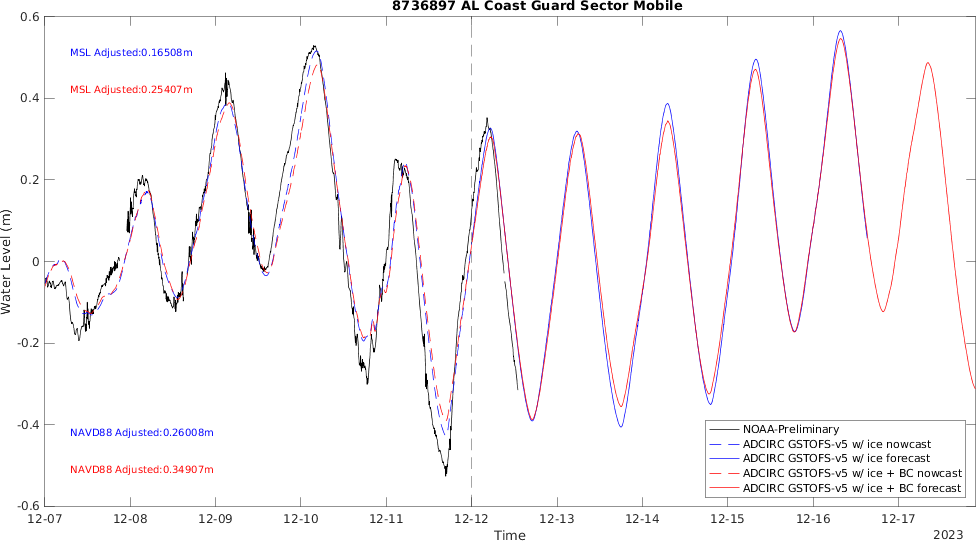 8736897 AL Coast Guard Sector Mobile
0.6
0.4
0.2
0
-0.2
-0.4
-0.6
Water Level (m)
MSL Adjusted:0.16508m
MSL Adjusted:0.25407m
NAVD88 Adjusted:0.26008m
NAVD88 Adjusted:0.34907m
NOAA-Preliminary
ADCIRC GSTOFS-v5 w/ ice nowcast
ADCIRC GSTOFS-v5 w/ ice forecast
ADCIRC GSTOFS-v5 w/ ice + BC nowcast
ADCIRC GSTOFS-v5 w/ ice + BC forecast
12-07 12-08 12-09 12-10 12-11 12-12 12-13 12-14 12-15 12-16 12-17
Time
2023